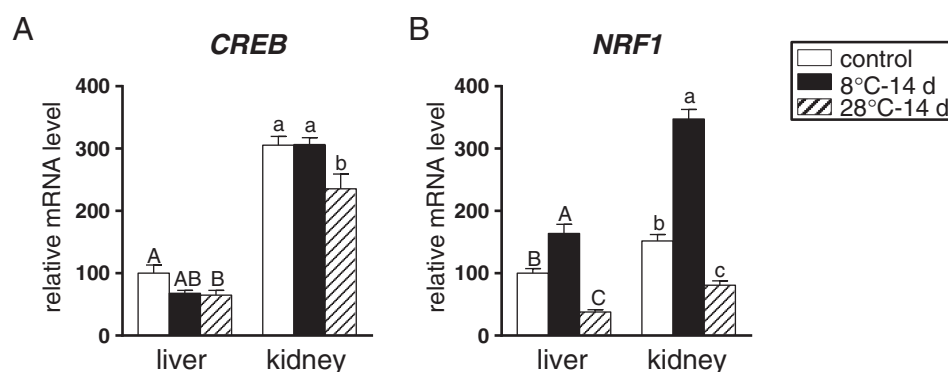 A
CREB
B
NRF1
control
8°C-14 d
28°C-14 d
relative mRNA level
400
300
200
100
0
A
AB
B
a
a
b
liver
kidney
relative mRNA level
400
300
200
100
0
B
A
C
b
a
c
liver
kidney